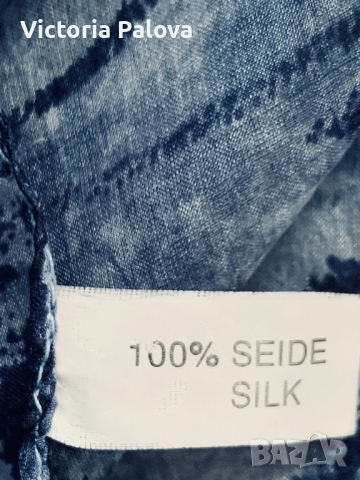 Victoria Palova
100% SEIDE
SILK
BAZAR